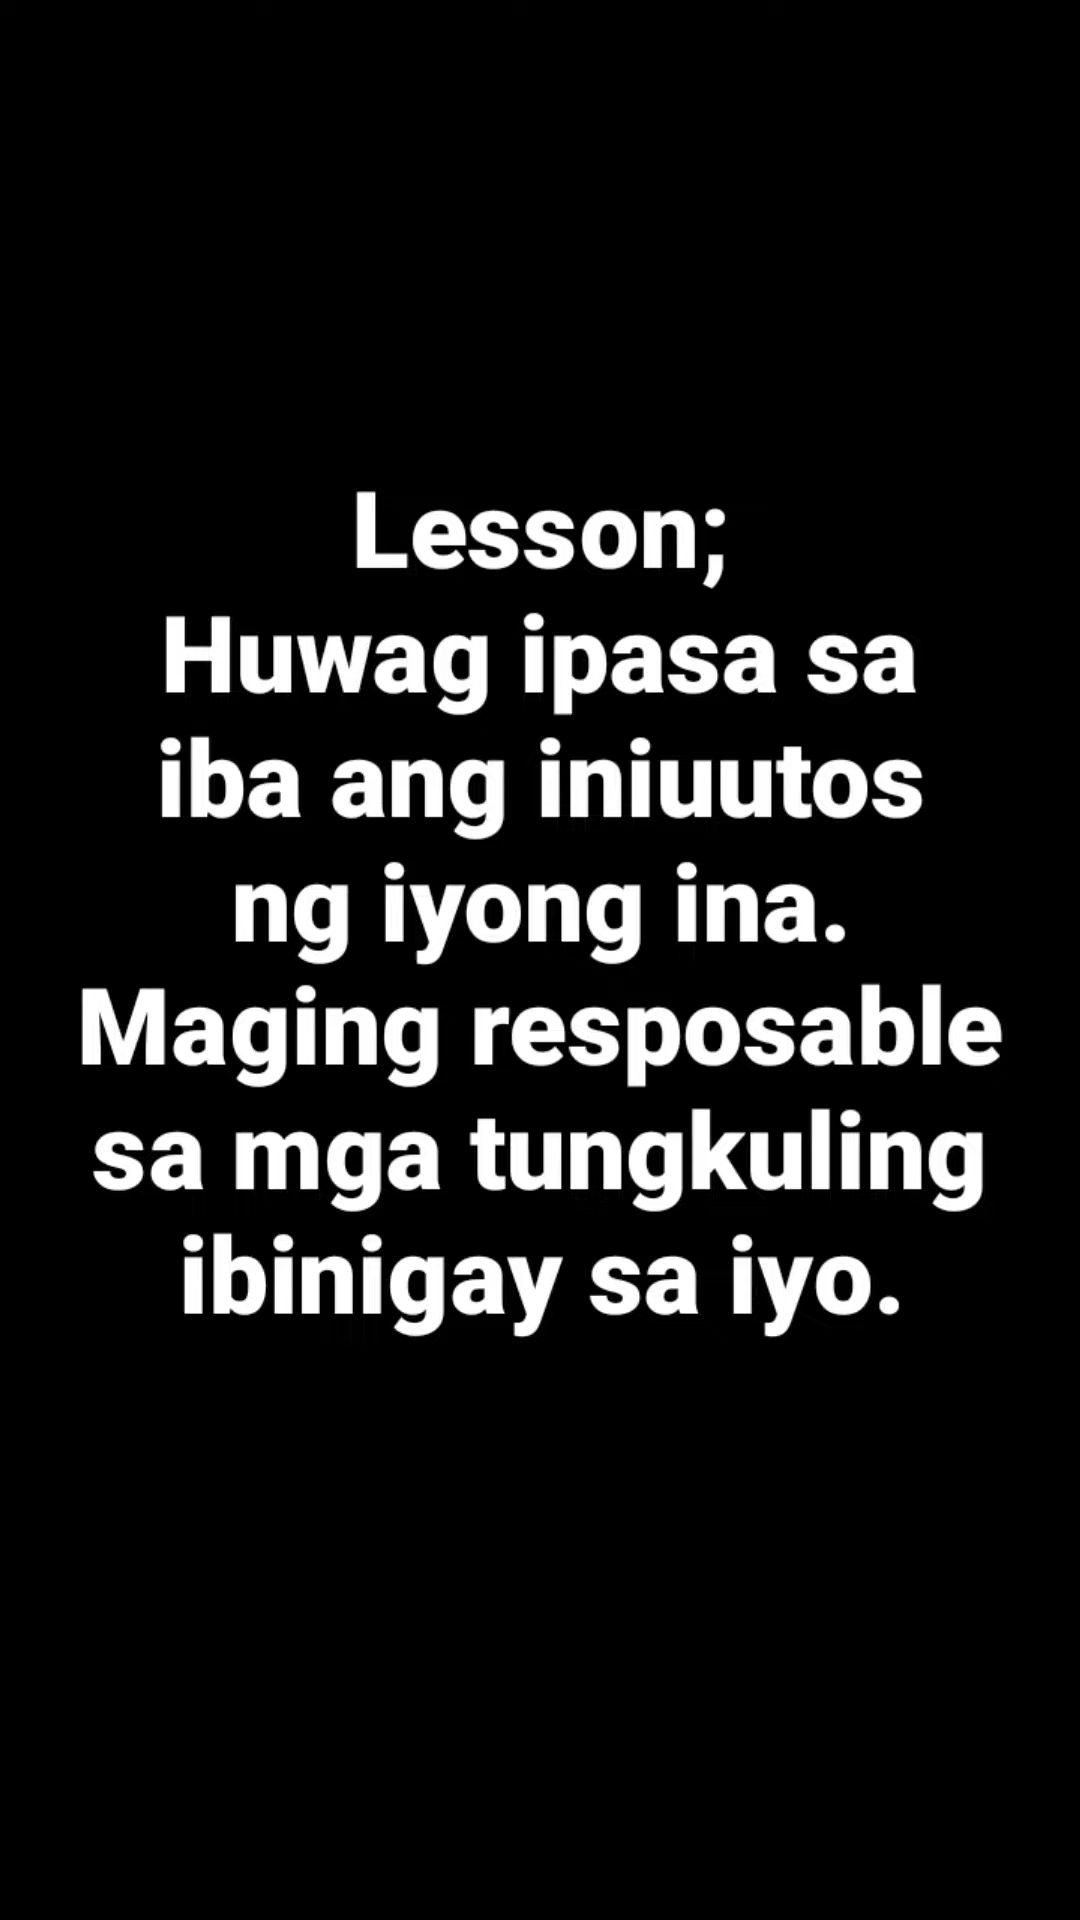 Lesson;
Huwag ipasa sa
iba ang iniuutos
ng iyong ina.
Maging resposable
sa mga tungkuling
ibinigay sa iyo.